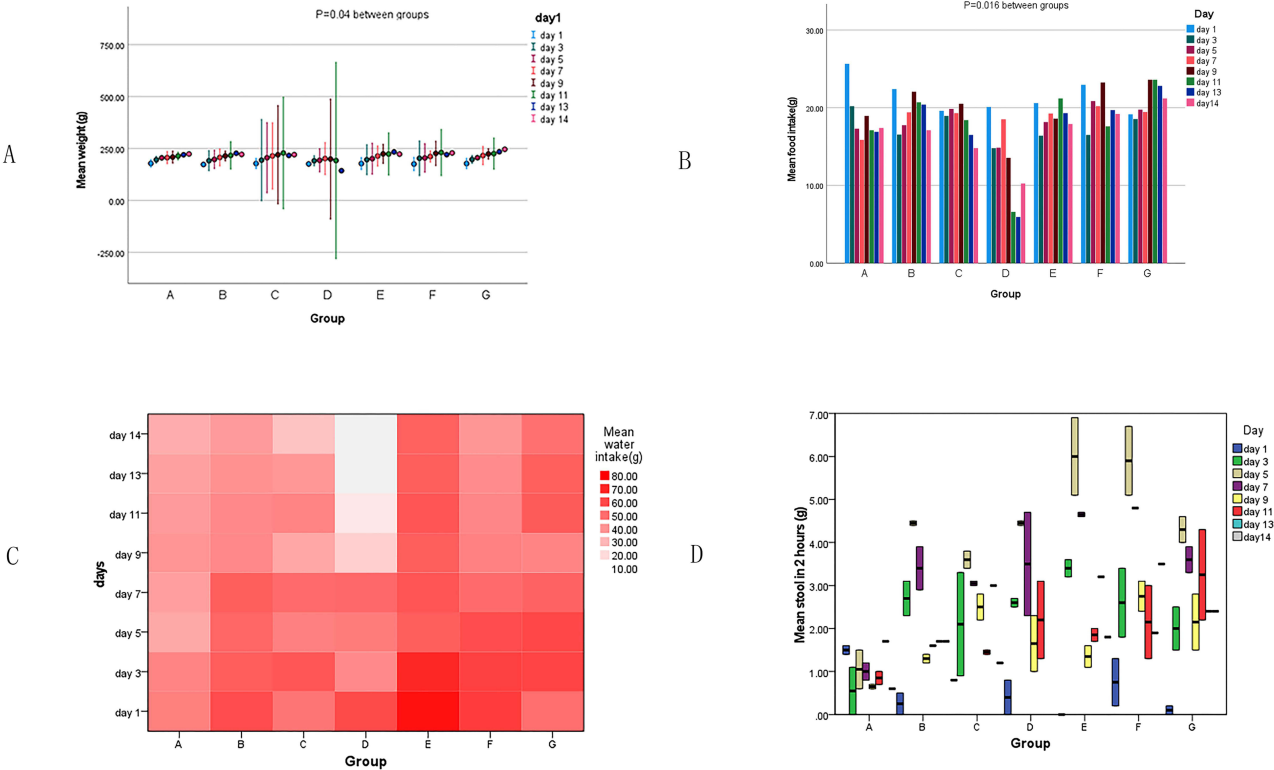 P=0.04 between groups
day1
day 1
day 3
day 5
day 7
day 9
day 11
day 13
day 14
750.00
500.00
250.00
0.00
-250.00
Mean weight(g)
A B C D E F G
Group
A
P=0.016 between groups
Day
day 1
day 3
day 5
day 7
day 9
day 11
day 13
day14
30.00
20.00
10.00
0.00
Mean food intake(g)
A B C D E F G
Group
B
day 14
day 13
day 11
day 9
day 7
day 5
day 3
day 1
days
A B C D E F G
Group
Mean
water
intake(g)
80.00
70.00
60.00
50.00
40.00
30.00
20.00
10.00
C
7.00
6.00
5.00
4.00
3.00
2.00
1.00
.00
Mean stool in 2 hours (g)
A B C D E F G
Group
Day
day 1
day 3
day 5
day 7
day 9
day 11
day 13
day14
D